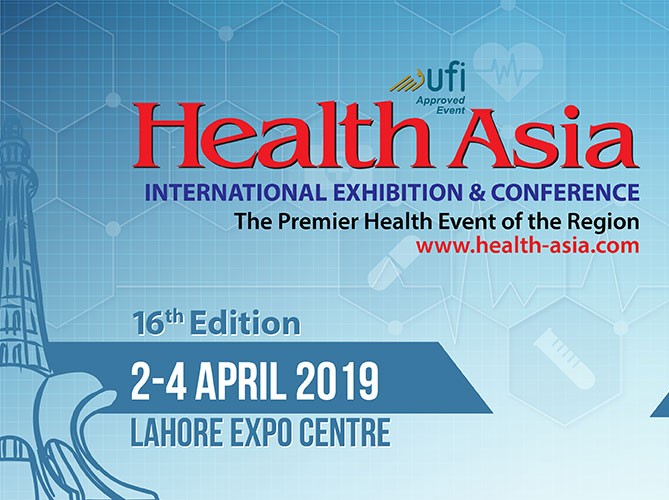 ufi
Approved
Event
Health Asia
INTERNATIONAL EXHIBITION & CONFERENCE
The Premier Health Event of the Region
www.health-asia.com
16th Edition
2-4 APRIL 2019
LAHORE EXPO CENTRE